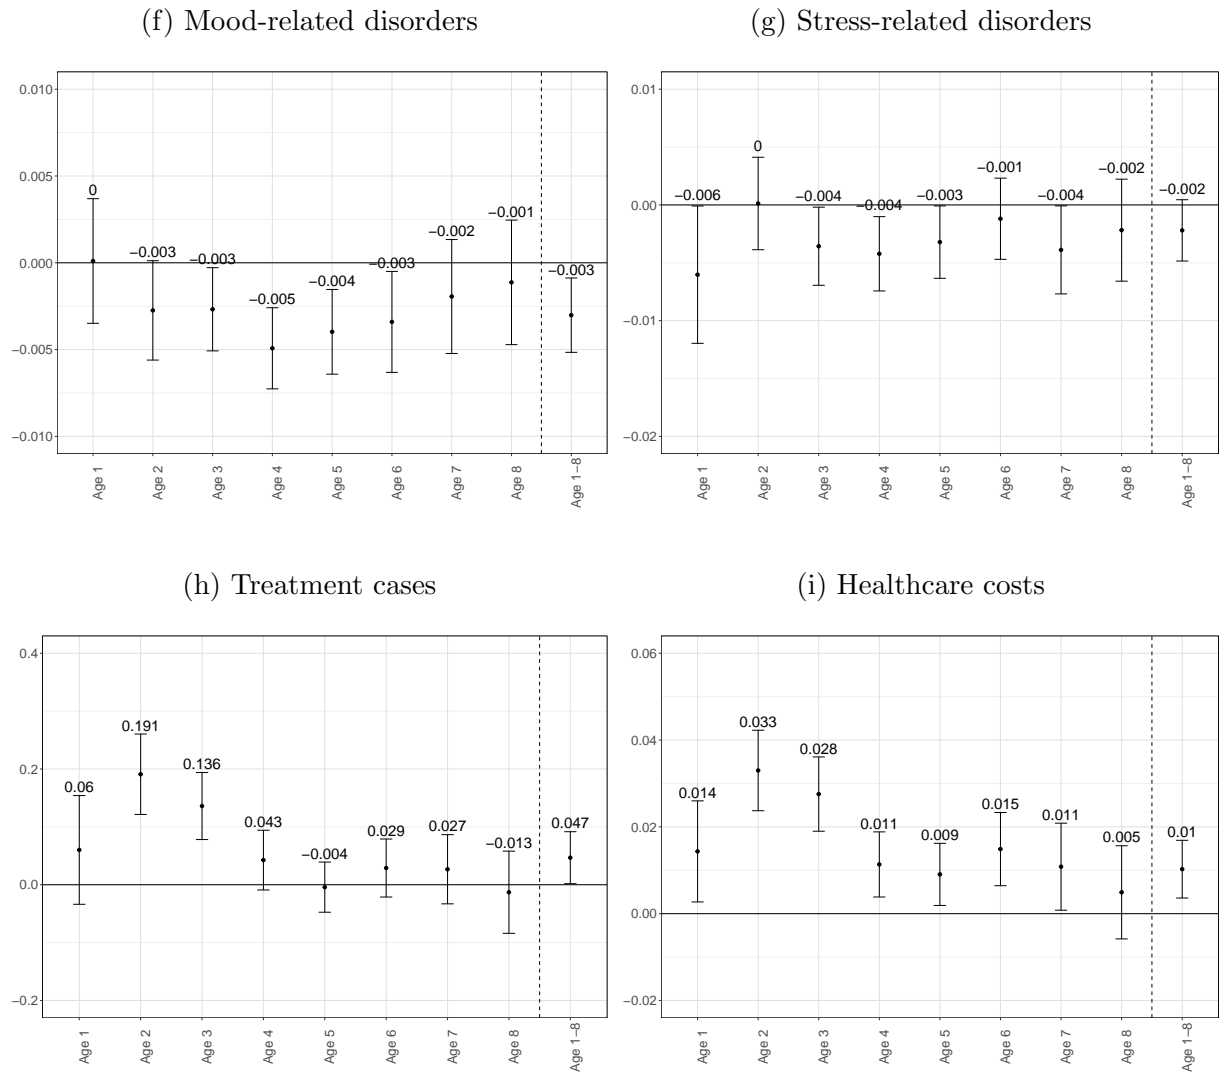 (f) Mood-related disorders
0.010
0.005
0.000
−0.005
−0.010
0
−0.003
−0.003
−0.005
−0.004
−0.003
−0.002
−0.001
−0.003
Age 1
Age 2
Age 3
Age 4
Age 5
Age 6
Age 7
Age 8
Age 1−8
(g) Stress-related disorders
0.01
0.00
−0.01
−0.02
−0.006
0
−0.004
−0.004
−0.003
−0.001
−0.004
−0.002
−0.002
Age 1
Age 2
Age 3
Age 4
Age 5
Age 6
Age 7
Age 8
Age 1−8
(h) Treatment cases
0.4
0.2
0.0
−0.2
0.06
0.191
0.136
0.043
−0.004
0.029
0.027
−0.013
0.047
Age 1
Age 2
Age 3
Age 4
Age 5
Age 6
Age 7
Age 8
Age 1−8
(i) Healthcare costs
0.06
0.04
0.02
0.00
−0.02
0.014
0.033
0.028
0.011
0.009
0.015
0.011
0.005
0.01
Age 1
Age 2
Age 3
Age 4
Age 5
Age 6
Age 7
Age 8
Age 1−8